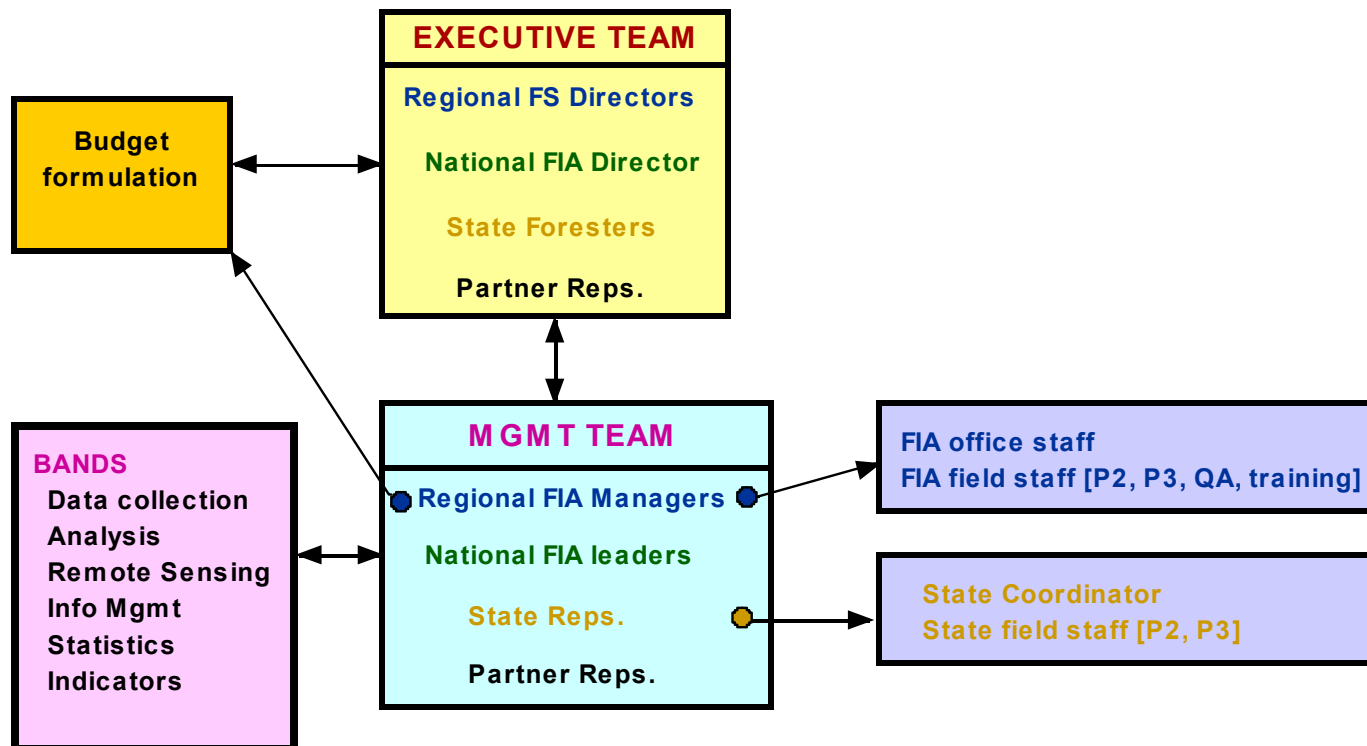 EXECUTIVE TEAM
Regional FS Directors
National FIA Director
State Foresters
Partner Reps.
Budget
formulation
MGMT TEAM
Regional FIA Managers
National FIA leaders
State Reps.
Partner Reps.
BANDS
Data collection
Analysis
Remote Sensing
Info Mgmt
Statistics
Indicators
FIA office staff
FIA field staff [P2, P3, QA, training]
State Coordinator
State field staff [P2, P3]